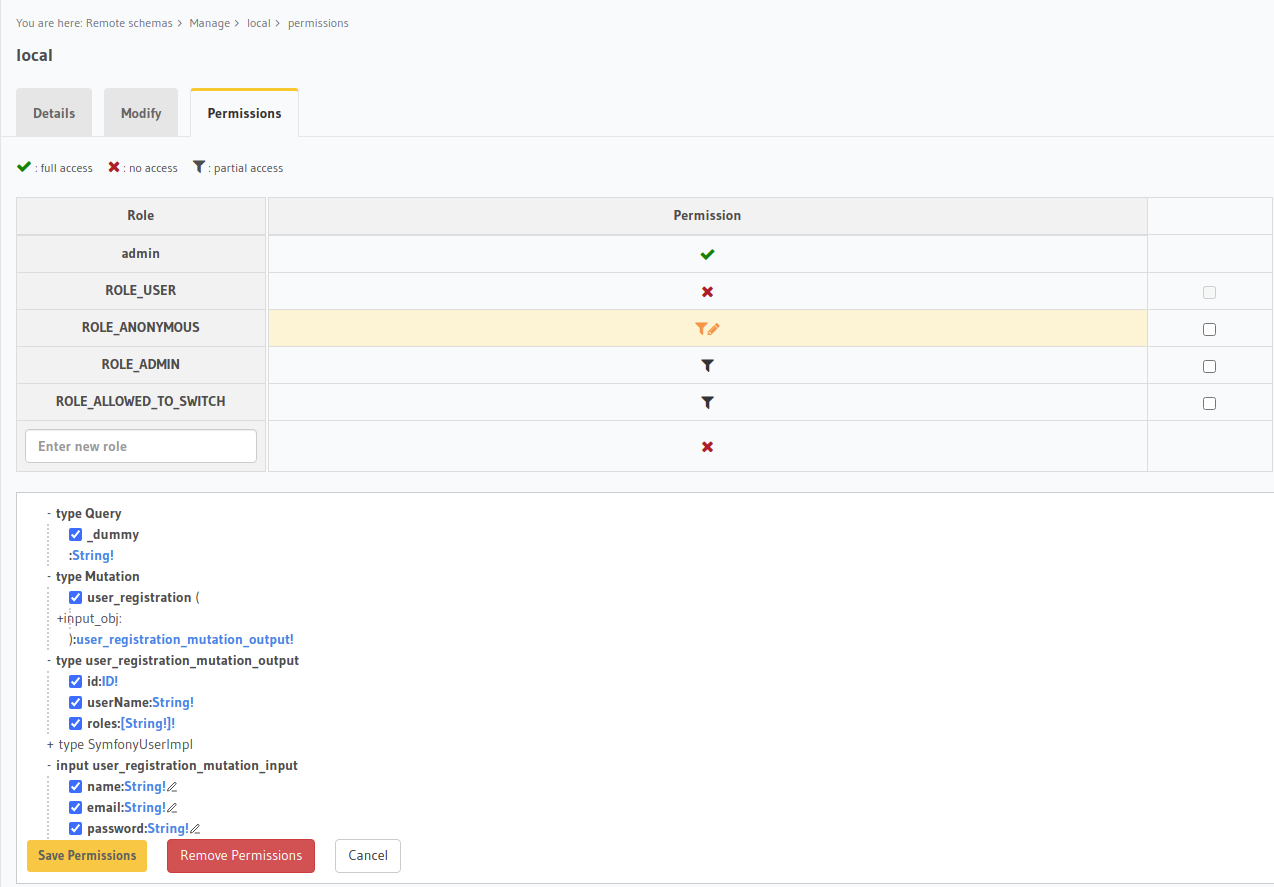 You are here: Remote schemas > Manage > local > permissions
local
Details Modify Permissions
: full access : no access : partial access
Role Permission
admin
ROLE_USER
ROLE_ANONYMOUS
ROLE_ADMIN
ROLE_ALLOWED_TO_SWITCH
Enter new role
- type Query
_dummy
:String!
- type Mutation
user_registration (
+input_obj:
):user_registration_mutation_output!
- type user_registration_mutation_output
id:ID!
userName:String!
roles:[String!]!
+ type SymfonyUserImpl
- input user_registration_mutation_input
name:String!
email:String!
password:String!
Save Permissions Remove Permissions Cancel